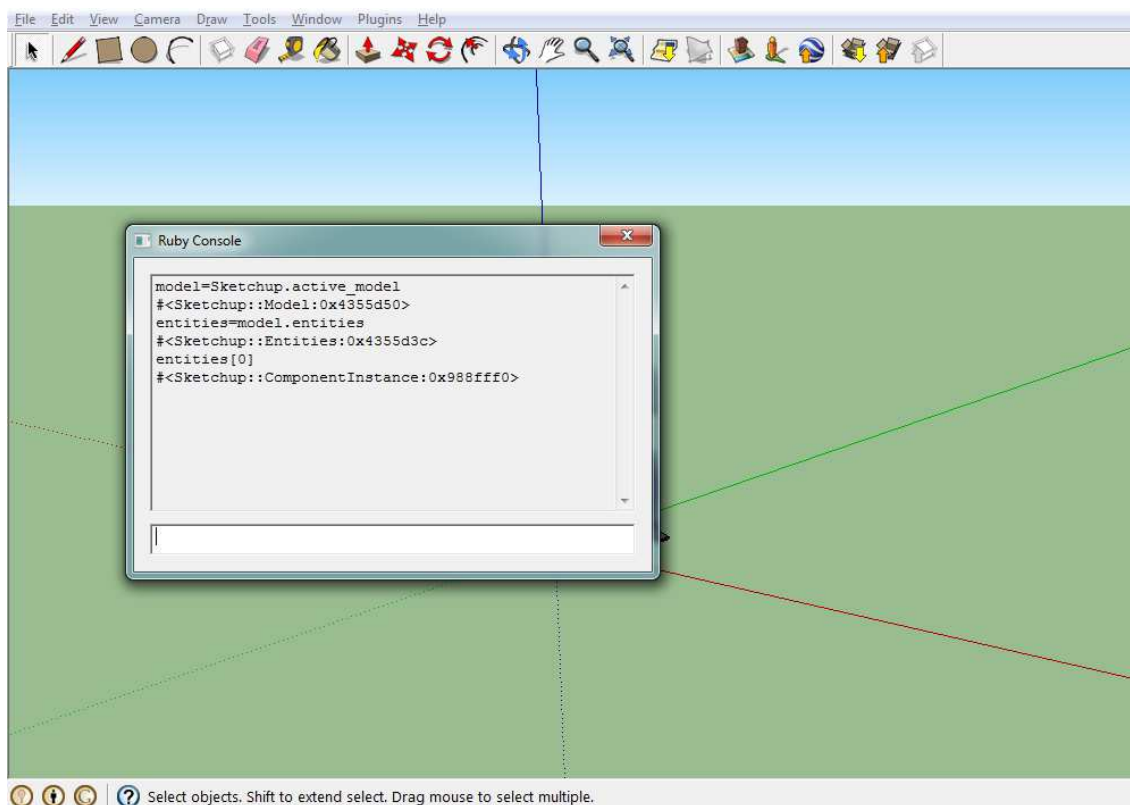 File Edit View Camera Draw Tools Window Plugins Help
Ruby Console
model=Sketchup.active_model
#<Sketchup::Model:0x4355d50>
entities=model.entities
#<Sketchup::Entities:0x4355d3c>
entities[0]
#<Sketchup::ComponentInstance:0x988fff0>
Select objects. Shift to extend select. Drag mouse to select multiple.